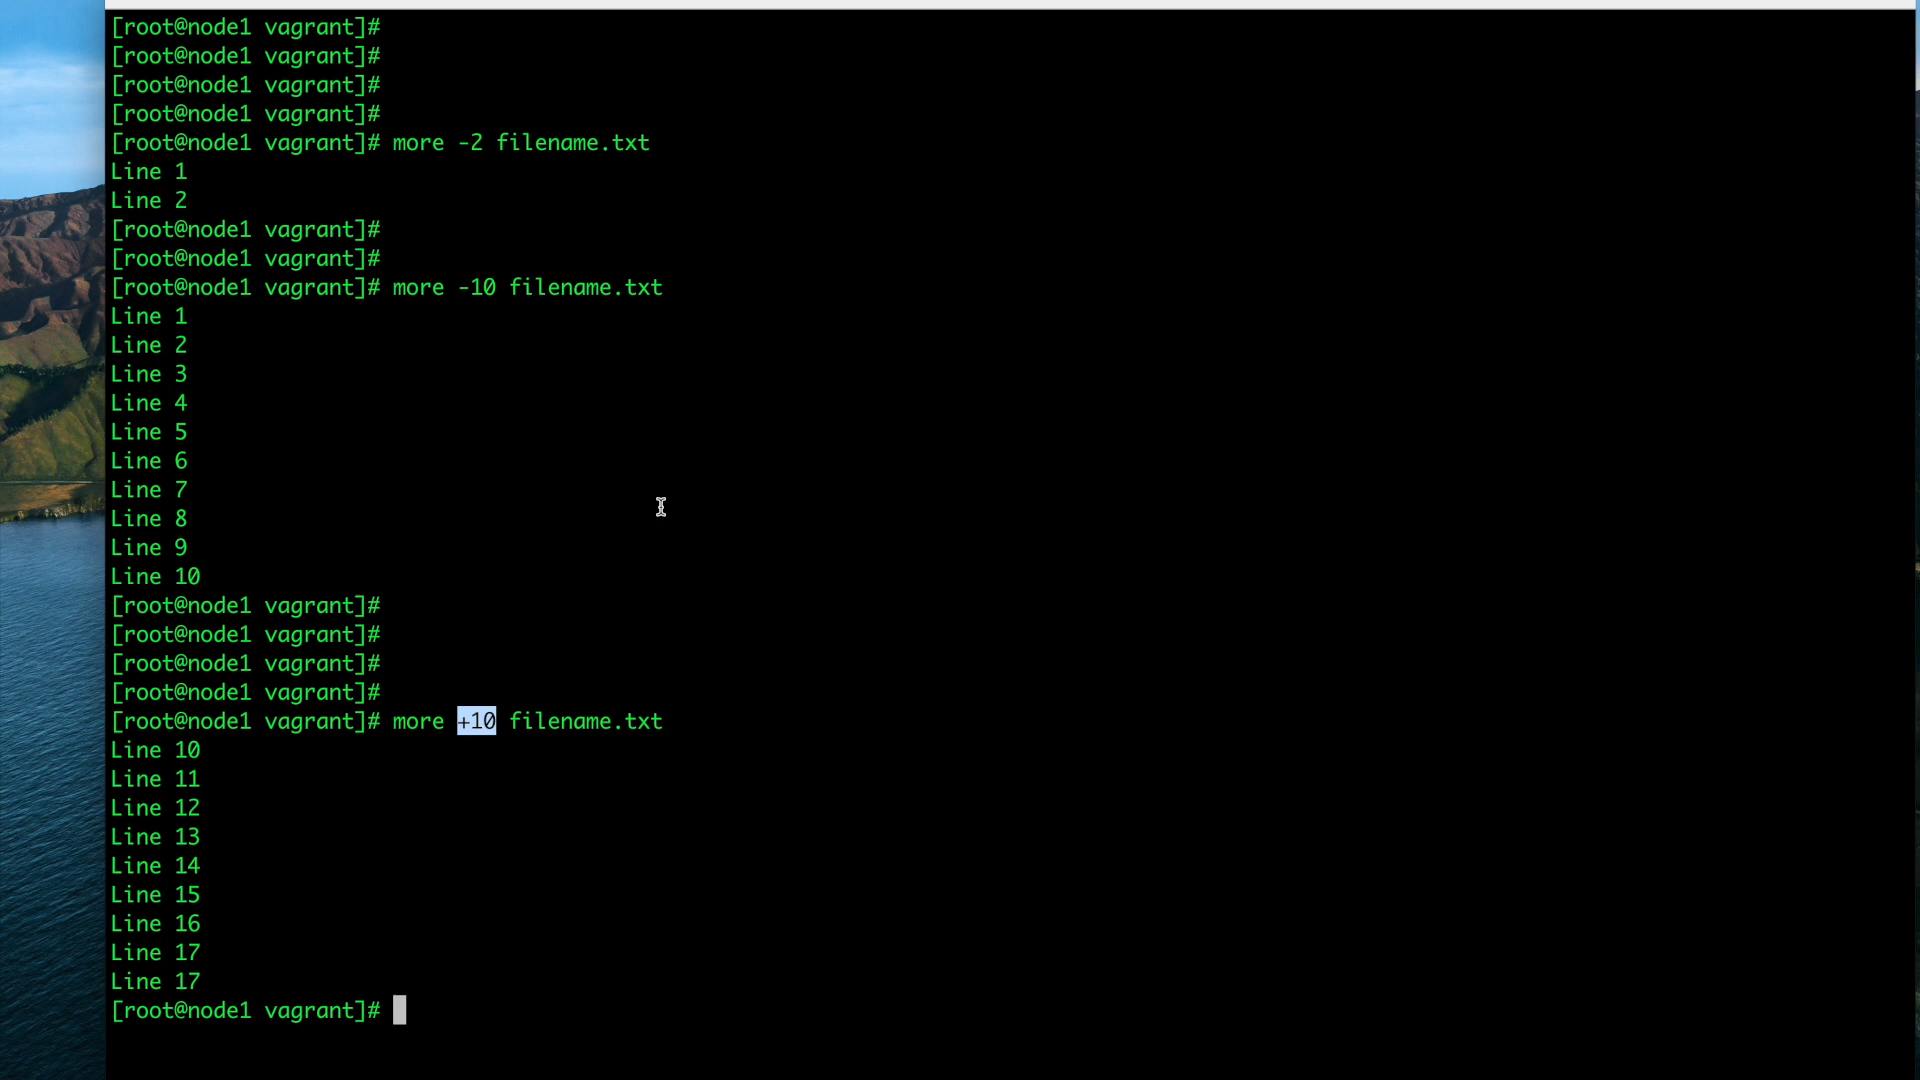 [root@node1 vagrant]#
[root@node1 vagrant]#
[root@node1 vagrant]#
[root@node1 vagrant]#
[root@node1 vagrant]# more -2 filename.txt
Line 1
Line 2
[root@node1 vagrant]#
[root@node1 vagrant]#
[root@node1 vagrant]# more -10 filename.txt
Line 1
Line 2
Line 3
Line 4
Line 5
Line 6
Line 7
Line 8
Line 9
Line 10
[root@node1 vagrant]#
[root@node1 vagrant]#
[root@node1 vagrant]#
[root@node1 vagrant]#
[root@node1 vagrant]# more +10 filename.txt
Line 10
Line 11
Line 12
Line 13
Line 14
Line 15
Line 16
Line 17
Line 17
[root@node1 vagrant]#